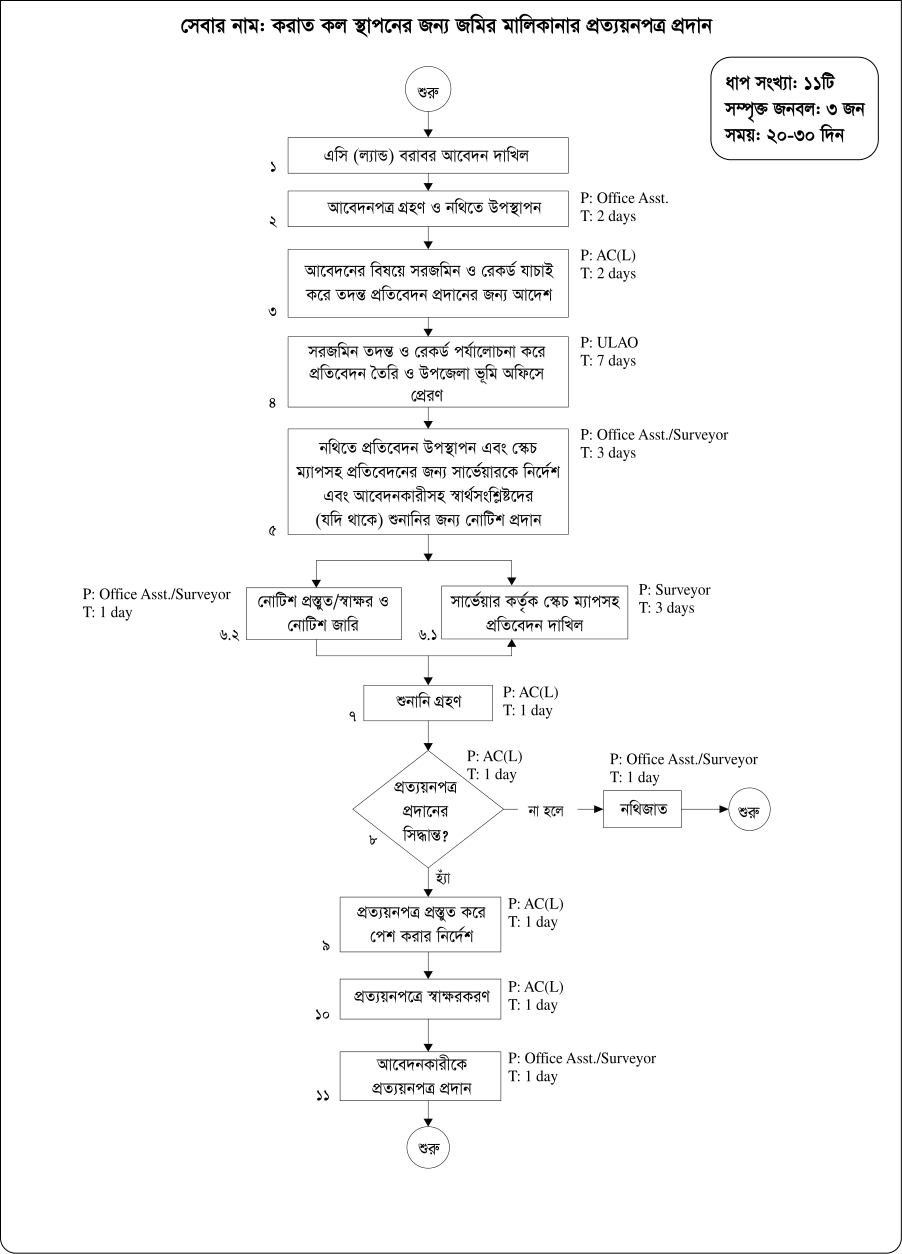 সেবার নাম: করাত কল স্থাপনের জন্য জমির মালিকানার প্রত্যয়নপত্র প্রদান
ধাপ সংখ্যা: ১১টি
সম্পৃক্ত জনবল: ৩ জন
সময়: ২০-৩০ দিন
শুরু
১
এসি (ল্যান্ড) বরাবর আবেদন দাখিল
২
আবেদনপত্র গ্রহণ ও নথিতে উপস্থাপন
P: Office Asst.
T: 2 days
৩
আবেদনের বিষয়ে সরজমিন ও রেকর্ড যাচাই
করে তদন্ত প্রতিবেদন প্রদানের জন্য আদেশ
P: AC(L)
T: 2 days
৪
সরজমিন তদন্ত ও রেকর্ড পর্যালোচনা করে
প্রতিবেদন তৈরি ও উপজেলা ভূমি অফিসে
প্রেরণ
P: ULAO
T: 7 days
৫
নথিতে প্রতিবেদন উপস্থাপন এবং স্কেচ
ম্যাপসহ প্রতিবেদনের জন্য সার্ভেয়ারকে নির্দেশ
এবং আবেদনকারীসহ স্বার্থসংশ্লিষ্টদের
(যদি থাকে) শুনানির জন্য নোটিশ প্রদান
P: Office Asst./Surveyor
T: 3 days
P: Office Asst./Surveyor
T: 1 day
৬.২
নোটিশ প্রস্তুত/স্বাক্ষর ও
নোটিশ জারি
৬.১
সার্ভেয়ার কর্তৃক স্কেচ ম্যাপসহ
প্রতিবেদন দাখিল
P: Surveyor
T: 3 days
৭
শুনানি গ্রহণ
P: AC(L)
T: 1 day
৮
প্রত্যয়নপত্র
প্রদানের
সিদ্ধান্ত?
P: AC(L)
T: 1 day
না হলে
P: Office Asst./Surveyor
T: 1 day
নথিজাত
শুরু
হ্যাঁ
৯
প্রত্যয়নপত্র প্রস্তুত করে
পেশ করার নির্দেশ
P: AC(L)
T: 1 day
১০
প্রত্যয়নপত্রে স্বাক্ষরকরণ
P: AC(L)
T: 1 day
১১
আবেদনকারীকে
প্রত্যয়নপত্র প্রদান
P: Office Asst./Surveyor
T: 1 day
শুরু